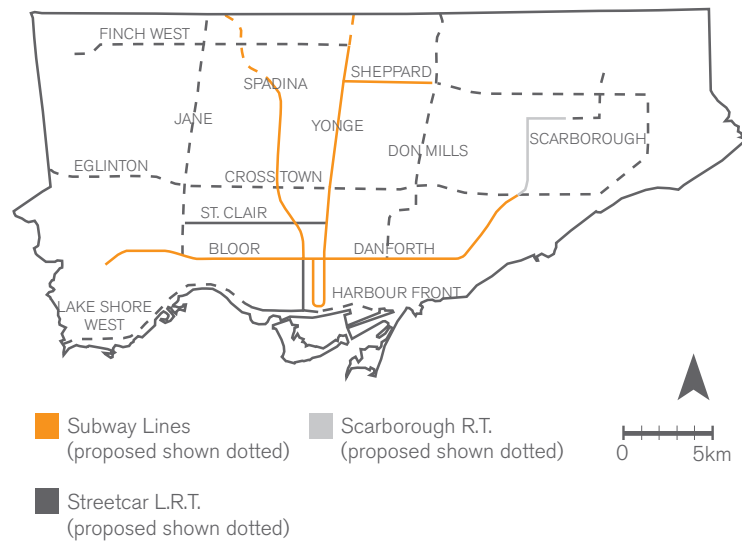 FINCH WEST
SHEPPARD
SPADINA
JANE
YONGE
SCARBOROUGH
DON MILLS
EGLINTON
CROSS TOWN
ST. CLAIR
BLOOR
DANFORTH
HARBOUR FRONT
LAKE SHORE
WEST
Subway Lines
(proposed shown dotted)
Scarborough R.T.
(proposed shown dotted)
0
5km
Streetcar L.R.T.
(proposed shown dotted)